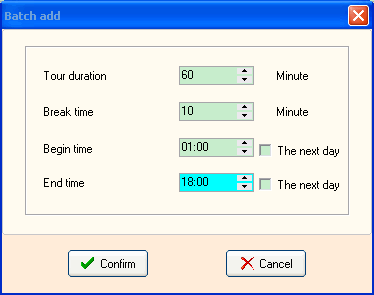 Batch add
Tour duration 60 Minute
Break time 10 Minute
Begin time 01:00 The next day
End time 18:00 The next day
Confirm Cancel